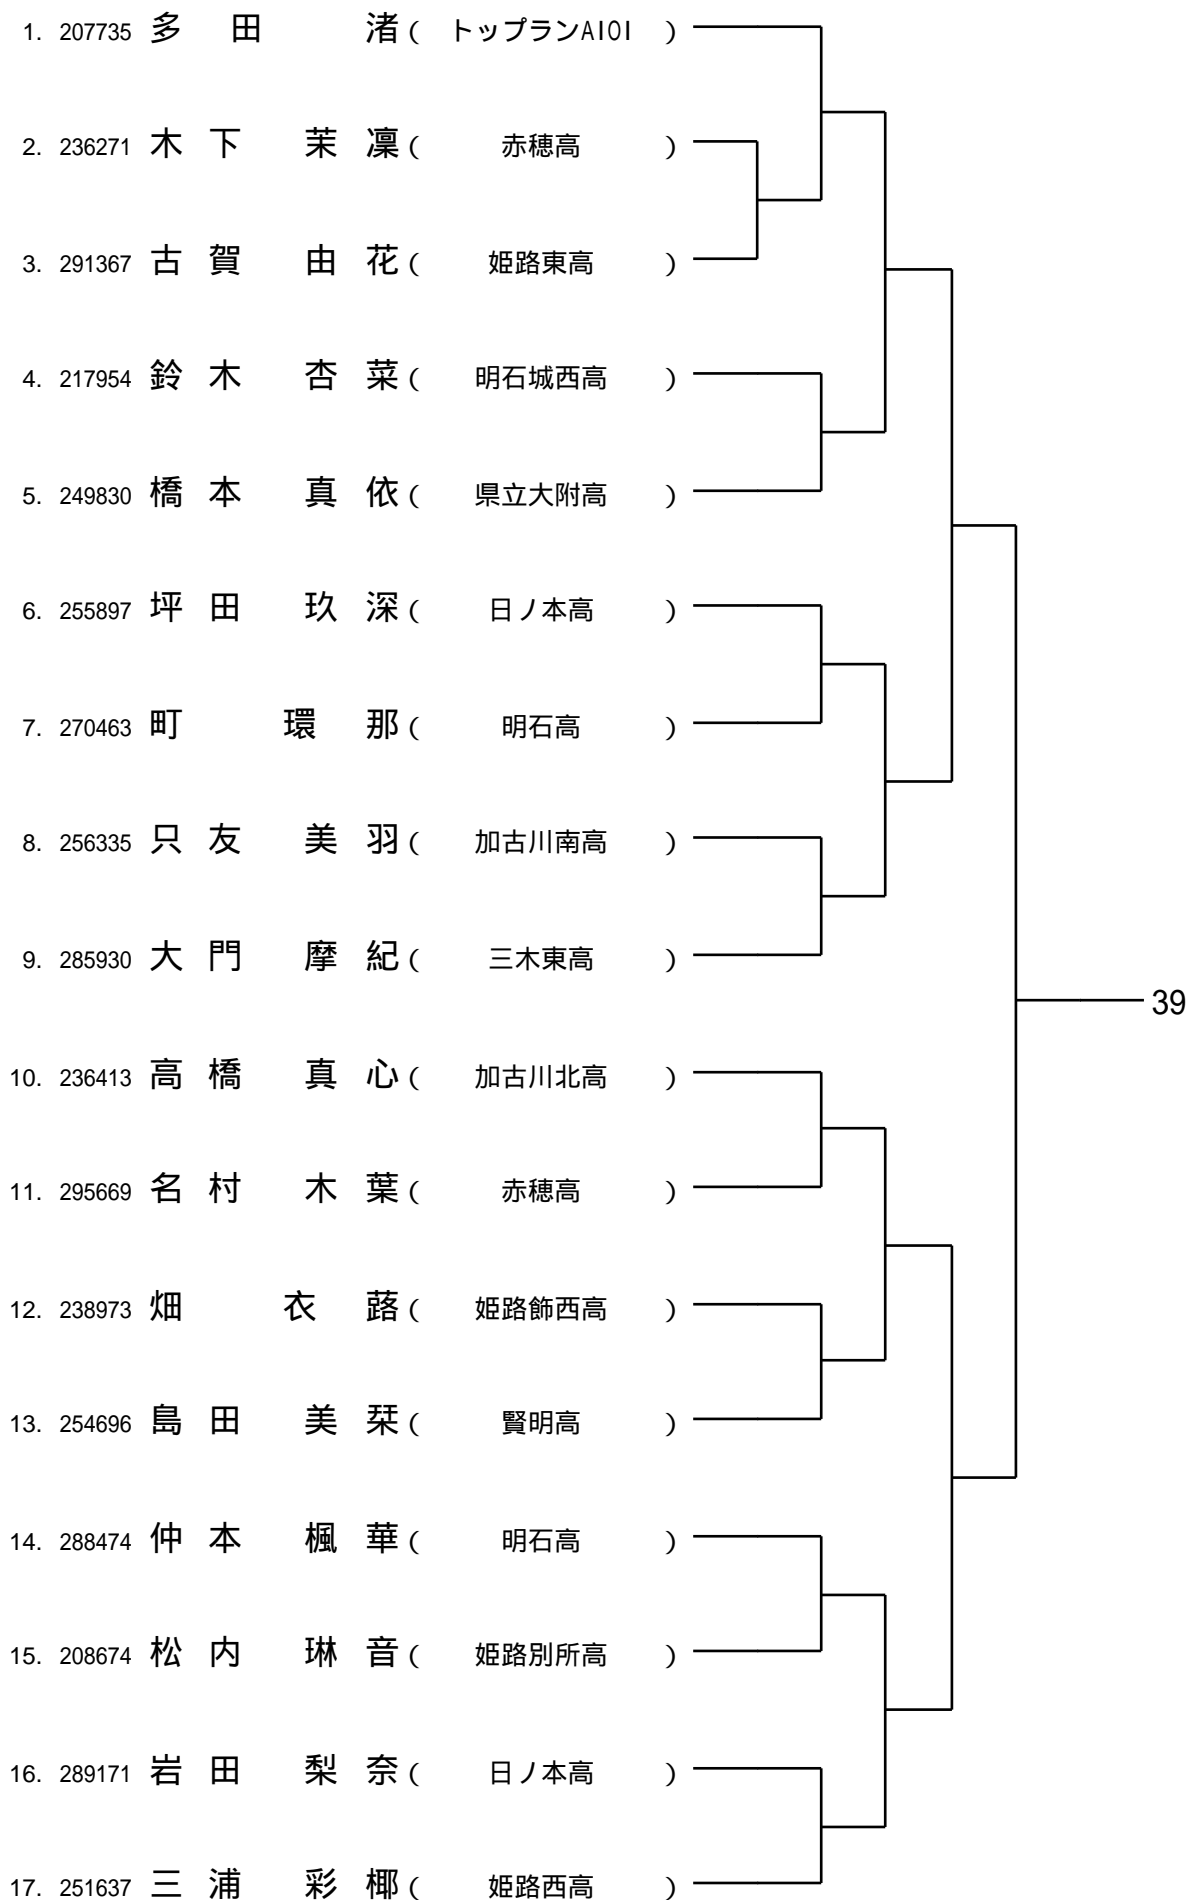 1. 207735 多田 渚 ( トップランAIOI )
2. 236271 木下 茉凜 ( 赤穂高 )
3. 291367 古賀 由花 ( 姫路東高 )
4. 217954 鈴木 杏菜 ( 明石城西高 )
5. 249830 橋本 真依 ( 県立大附高 )
6. 255897 坪田 玖深 ( 日ノ本高 )
7. 270463 町 環那 ( 明石高 )
8. 256335 只友 美羽 ( 加古川南高 )
9. 285930 大門 摩紀 ( 三木東高 )
39
10. 236413 高橋 真心 ( 加古川北高 )
11. 295669 名村 木葉 ( 赤穂高 )
12. 238973 畑 衣蕗 ( 姫路飾西高 )
13. 254696 島田 美栞 ( 賢明高 )
14. 288474 仲本 楓華 ( 明石高 )
15. 208674 松内 琳音 ( 姫路別所高 )
16. 289171 岩田 梨奈 ( 日ノ本高 )
17. 251637 三浦 彩椰 ( 姫路西高 )